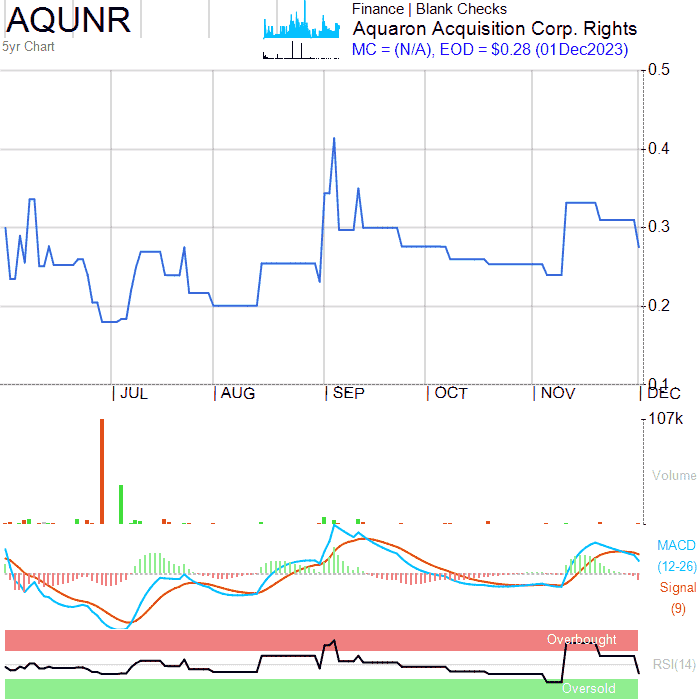 AQUNR
5yr Chart
Finance | Blank Checks
Aquaron Acquisition Corp. Rights
MC = (N/A), EOD = $0.28 (01Dec2023)
0.5
0.4
0.3
0.2
0.1
| JUL | AUG | SEP | OCT | NOV | DEC
107k
Volume
MACD
(12-26)
Signal
(9)
Overbought
RSI(14)
Oversold